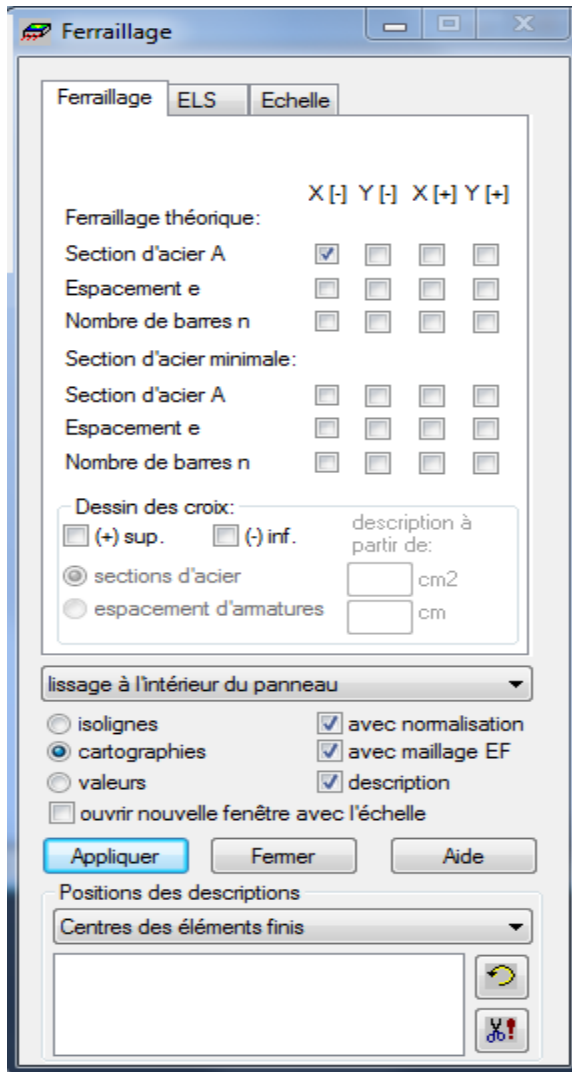 Ferraillage
Ferraillage ELS Echelle
X [-] Y [-] X [+] Y [+]
Ferraillage théorique:
Section d'acier A
Espacement e
Nombre de barres n
Section d'acier minimale:
Section d'acier A
Espacement e
Nombre de barres n
Dessin des croix:
(+) sup. (-) inf. description à partir de:
sections d'acier cm2
espacement d'armatures cm
lissage à l'intérieur du panneau
isolignes avec normalisation
cartographies avec maillage EF
valeurs description
ouvrir nouvelle fenêtre avec l'échelle
Appliquer Fermer Aide
Positions des descriptions
Centres des éléments finis